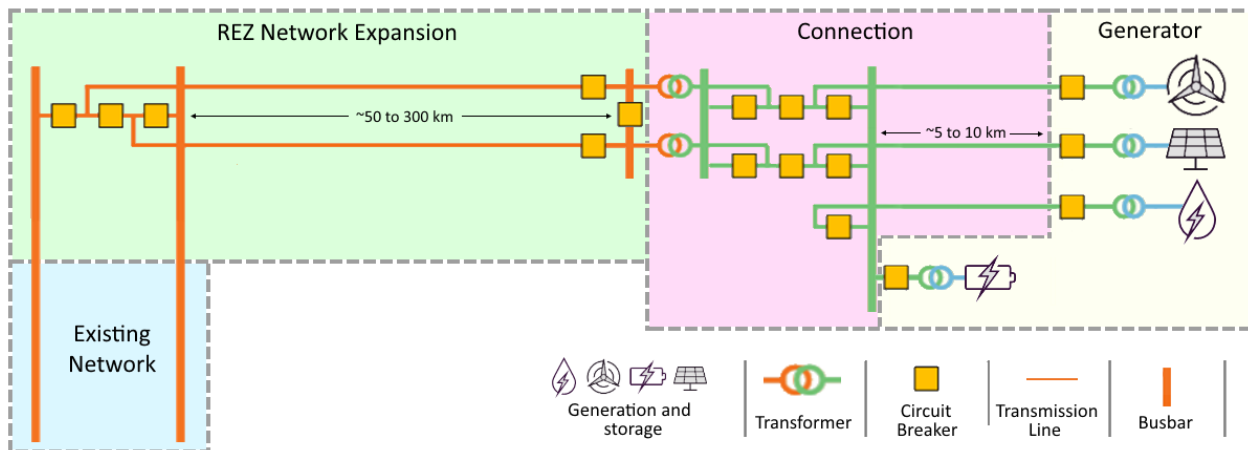 REZ Network Expansion
Connection
Generator
~50 to 300 km
~5 to 10 km
Existing
Network
Generation and
storage
Transformer
Circuit
Breaker
Transmission
Line
Busbar